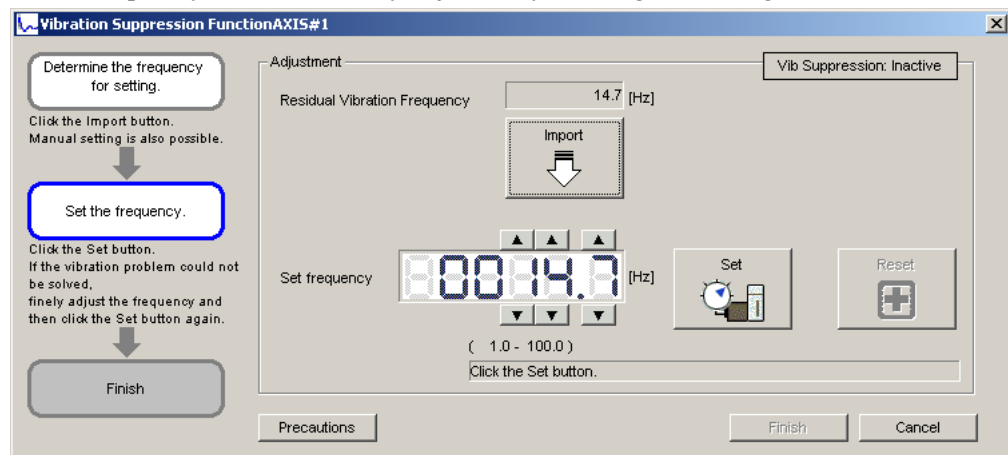 Vibration Suppression FunctionAXIS#1
Determine the frequency
for setting.
Click the Import button.
Manual setting is also possible.
Set the frequency.
Click the Set button.
If the vibration problem could not
be solved,
finely adjust the frequency and
then click the Set button again.
Finish
Adjustment
Vib Suppression: Inactive
Residual Vibration Frequency 14.7 [Hz]
Import
Set frequency 0014.7 [Hz]
Set
Reset
( 1.0 - 100.0 )
Click the Set button.
Precautions
Finish
Cancel